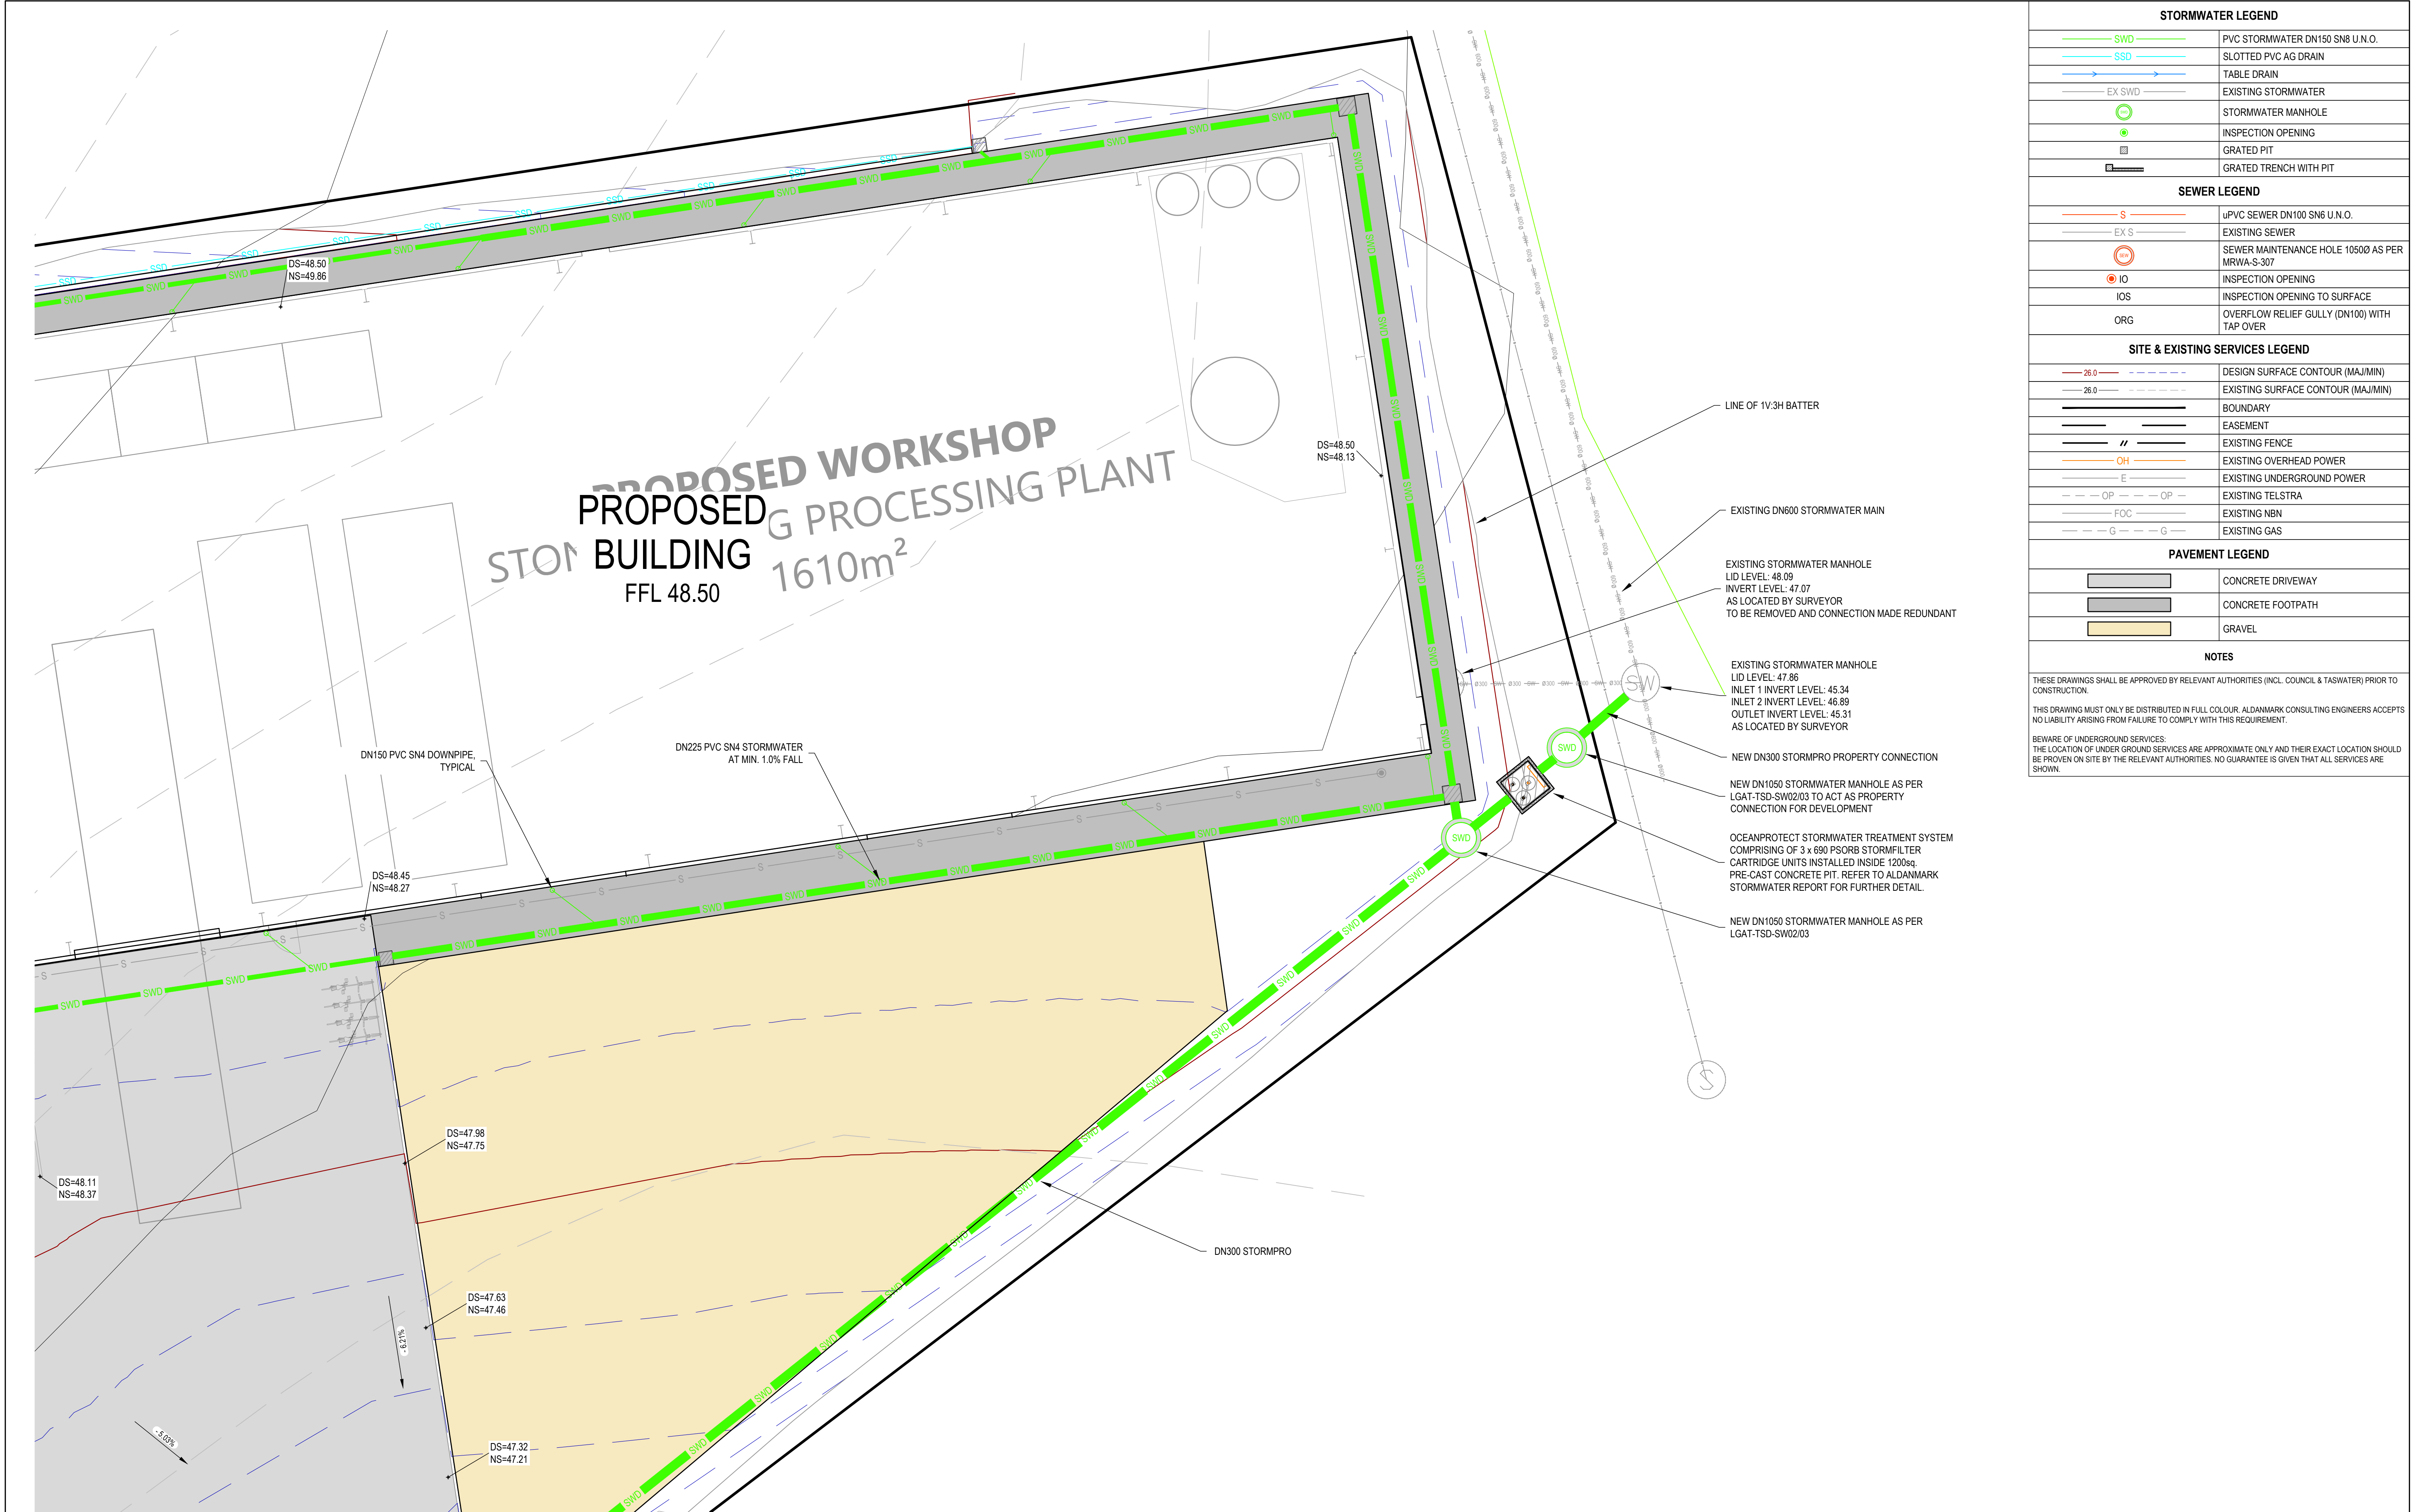 PROPOSED WORKSHOP
G PROCESSING PLANT
1610m²
PROPOSED
BUILDING
FFL 48.50
DS=48.50
NS=49.86
DS=48.50
NS=48.13
DN150 PVC SN4 DOWNPIPE,
TYPICAL
DN225 PVC SN4 STORMWATER
AT MIN. 1.0% FALL
DS=48.45
NS=48.27
DS=48.11
NS=48.37
DS=47.98
NS=47.75
DS=47.63
NS=47.46
DS=47.32
NS=47.21
- 6.21%
- 5.03%
DN300 STORMPRO
LINE OF 1V:3H BATTER
EXISTING DN600 STORMWATER MAIN
EXISTING STORMWATER MANHOLE
LID LEVEL: 48.09
INVERT LEVEL: 47.07
AS LOCATED BY SURVEYOR
TO BE REMOVED AND CONNECTION MADE REDUNDANT
EXISTING STORMWATER MANHOLE
LID LEVEL: 47.86
INLET 1 INVERT LEVEL: 45.34
INLET 2 INVERT LEVEL: 46.89
OUTLET INVERT LEVEL: 45.31
AS LOCATED BY SURVEYOR
NEW DN300 STORMPRO PROPERTY CONNECTION
NEW DN1050 STORMWATER MANHOLE AS PER
LGAT-TSD-SW02/03 TO ACT AS PROPERTY
CONNECTION FOR DEVELOPMENT
OCEANPROTECT STORMWATER TREATMENT SYSTEM
COMPRISING OF 3 x 690 PSORB STORMFILTER
CARTRIDGE UNITS INSTALLED INSIDE 1200sq.
PRE-CAST CONCRETE PIT. REFER TO ALDANMARK
STORMWATER REPORT FOR FURTHER DETAIL.
NEW DN1050 STORMWATER MANHOLE AS PER
LGAT-TSD-SW02/03
SW
SWD
SWD
S
STORMWATER LEGEND
SWD PVC STORMWATER DN150 SN8 U.N.O.
SSD SLOTTED PVC AG DRAIN
TABLE DRAIN
EX SWD EXISTING STORMWATER
STORMWATER MANHOLE
INSPECTION OPENING
GRATED PIT
GRATED TRENCH WITH PIT
SEWER LEGEND
S uPVC SEWER DN100 SN6 U.N.O.
EX S EXISTING SEWER
SEWER MAINTENANCE HOLE 1050Ø AS PER
MRWA-S-307
IO INSPECTION OPENING
IOS INSPECTION OPENING TO SURFACE
ORG OVERFLOW RELIEF GULLY (DN100) WITH
TAP OVER
SITE & EXISTING SERVICES LEGEND
26.0 DESIGN SURFACE CONTOUR (MAJ/MIN)
26.0 EXISTING SURFACE CONTOUR (MAJ/MIN)
BOUNDARY
EASEMENT
// EXISTING FENCE
OH EXISTING OVERHEAD POWER
E EXISTING UNDERGROUND POWER
OP OP EXISTING TELSTRA
FOC EXISTING NBN
G G EXISTING GAS
PAVEMENT LEGEND
CONCRETE DRIVEWAY
CONCRETE FOOTPATH
GRAVEL
NOTES
THESE DRAWINGS SHALL BE APPROVED BY RELEVANT AUTHORITIES (INCL. COUNCIL & TASWATER) PRIOR TO
CONSTRUCTION.
THIS DRAWING MUST ONLY BE DISTRIBUTED IN FULL COLOUR. ALDANMARK CONSULTING ENGINEERS ACCEPTS
NO LIABILITY ARISING FROM FAILURE TO COMPLY WITH THIS REQUIREMENT.
BEWARE OF UNDERGROUND SERVICES:
THE LOCATION OF UNDER GROUND SERVICES ARE APPROXIMATE ONLY AND THEIR EXACT LOCATION SHOULD
BE PROVEN ON SITE BY THE RELEVANT AUTHORITIES. NO GUARANTEE IS GIVEN THAT ALL SERVICES ARE
SHOWN.